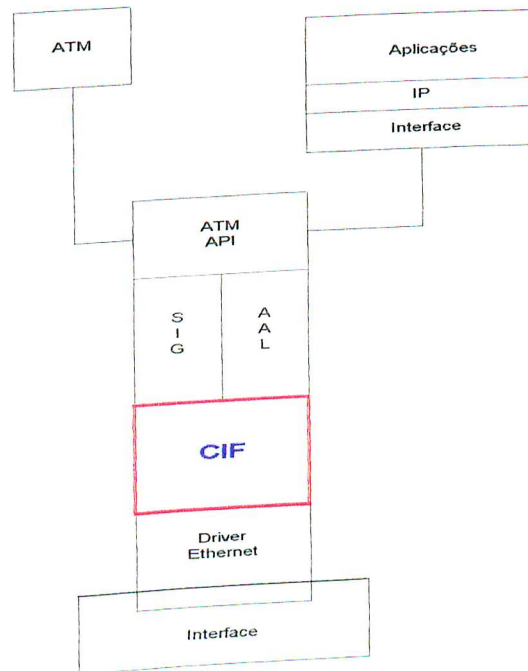 ATM
Aplicações
IP
Interface
ATM
API
S
I
G
A
A
L
CIF
Driver
Ethernet
Interface